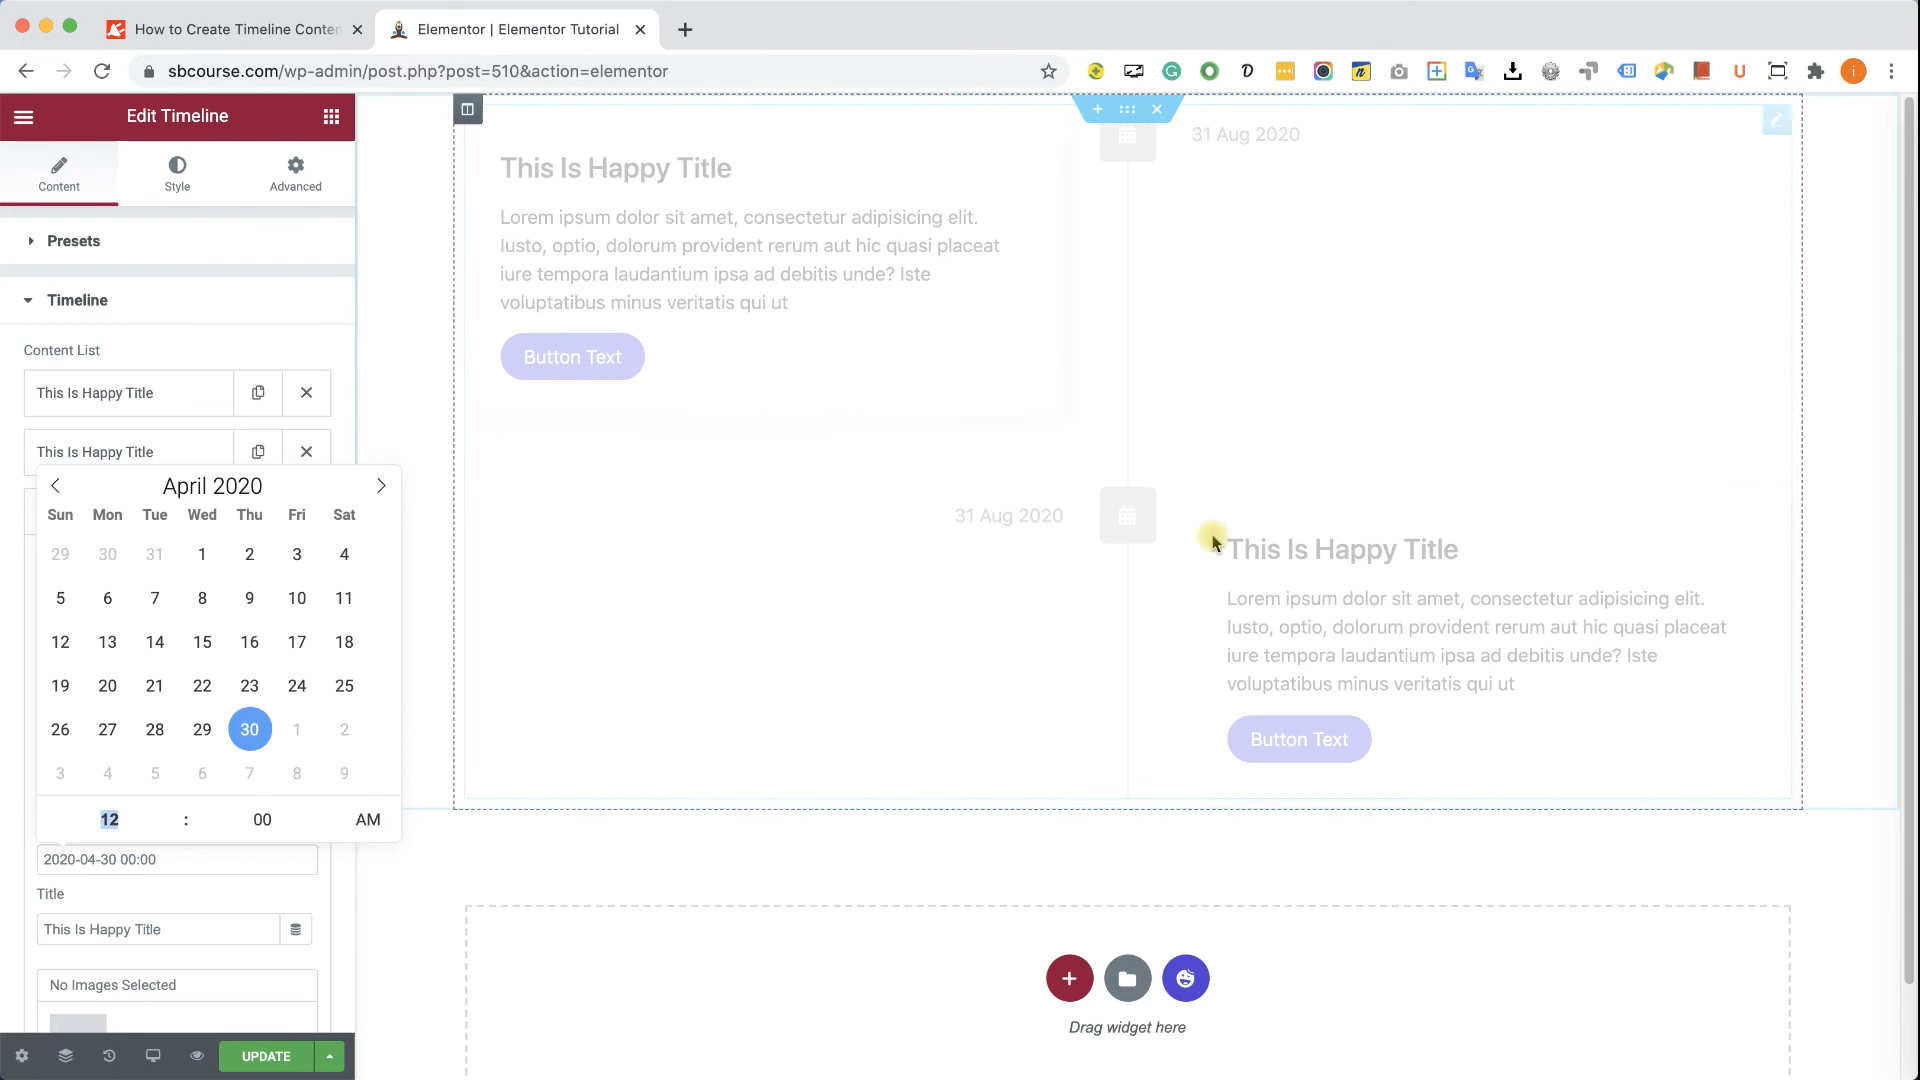 How to Create Timeline Conten
Elementor | Elementor Tutorial
sbcourse.com/wp-admin/post.php?post=510&action=elementor
Edit Timeline
Content
Style
Advanced
Presets
Timeline
Content List
This Is Happy Title
This Is Happy Title
April 2020
Sun Mon Tue Wed Thu Fri Sat
29 30 31 1 2 3 4
5 6 7 8 9 10 11
12 13 14 15 16 17 18
19 20 21 22 23 24 25
26 27 28 29 30 1 2
3 4 5 6 7 8 9
12 : 00 AM
2020-04-30 00:00
Title
This Is Happy Title
No Images Selected
UPDATE
This Is Happy Title
Lorem ipsum dolor sit amet, consectetur adipisicing elit.
Iusto, optio, dolorum provident rerum aut hic quasi placeat
iure tempora laudantium ipsa ad debitis unde? Iste
voluptatibus minus veritatis qui ut
Button Text
31 Aug 2020
31 Aug 2020
This Is Happy Title
Lorem ipsum dolor sit amet, consectetur adipisicing elit.
Iusto, optio, dolorum provident rerum aut hic quasi placeat
iure tempora laudantium ipsa ad debitis unde? Iste
voluptatibus minus veritatis qui ut
Button Text
Drag widget here